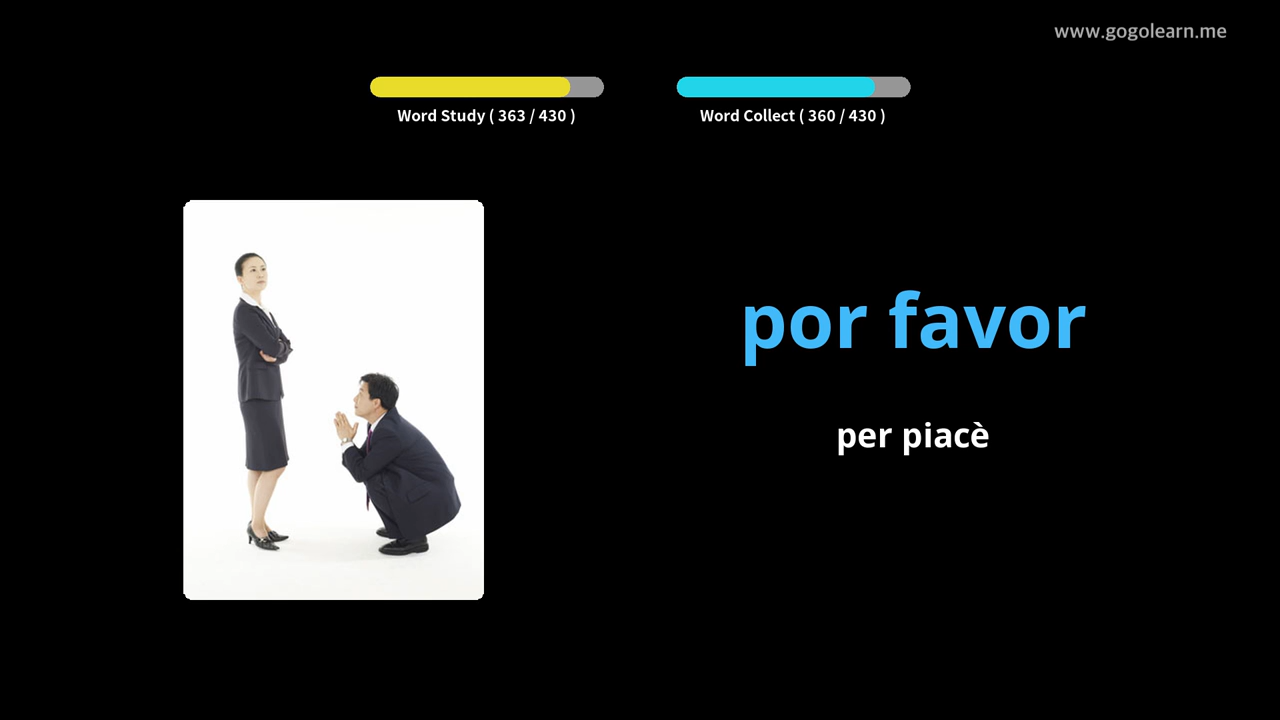 www.gogolearn.me
Word Study ( 363 / 430 )
Word Collect ( 360 / 430 )
por favor
per piacè